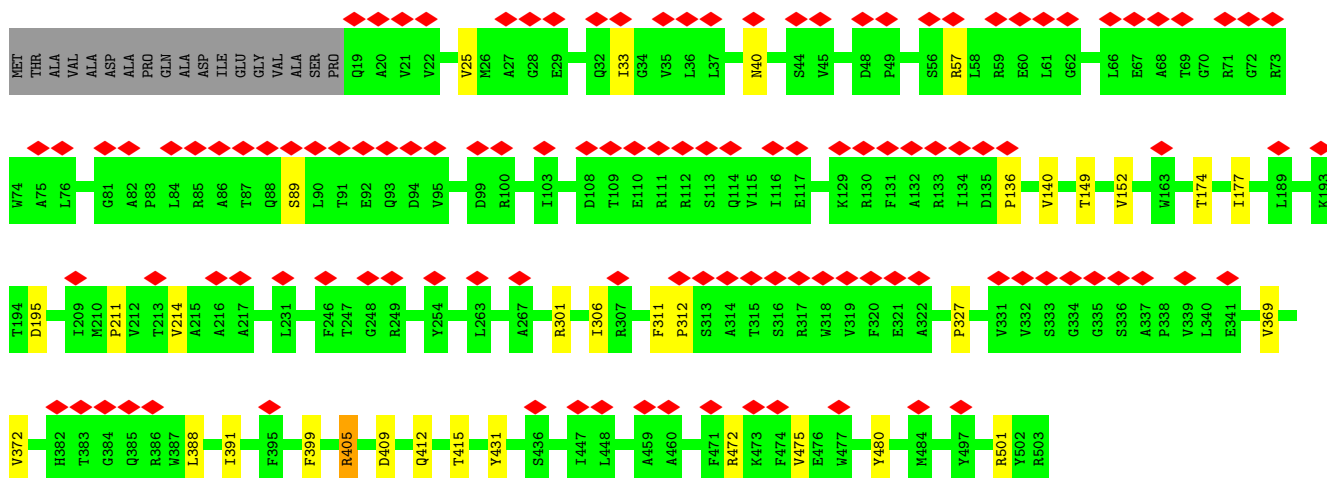 MET THR ALA VAL ALA ASP ALA PRO GLN ALA ASP ILE GLU GLY VAL ALA SER PRO Q19 A20 V21 V22 V25 M26 A27 G28 E29 Q32 I33 G34 V35 L36 L37 N40 S44 V45 D48 P49 S56 R57 L58 R59 E60 L61 G62 L66 E67 A68 T69 G70 R71 G72 R73
W74 A75 L76 G81 A82 P83 L84 R85 A86 T87 Q88 S89 L90 T91 E92 Q93 D94 V95 D99 R100 I103 D108 T109 E110 R111 R112 S113 Q114 V115 I116 E117 K129 R130 F131 A132 R133 I134 D135 P136 V140 T149 V152 W163 T174 I177 L189 K193
T194 D195 I209 M210 P211 V212 T213 V214 A215 A216 A217 L231 F246 T247 G248 R249 Y254 L263 A267 R301 I306 R307 F311 P312 S313 A314 T315 S316 R317 W318 V319 F320 E321 A322 P327 V331 V332 S333 G334 G335 S336 A337 P338 V339 L340 E341 V369
V372 H382 T383 G384 Q385 R386 W387 L388 I391 F395 F399 R405 D409 Q412 T415 Y431 S436 I447 L448 A459 A460 F471 R472 K473 F474 V475 E476 W477 Y480 M484 Y497 R501 Y502 R503